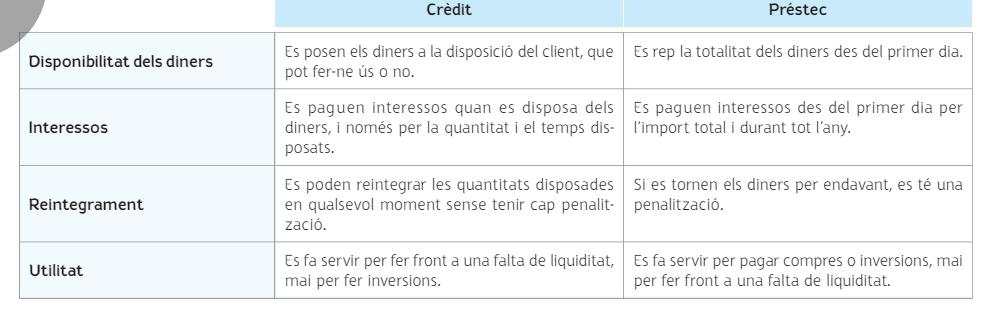 Crèdit
Préstec
Disponibilitat dels diners
Es posen els diners a la disposició del client, que
pot fer-ne ús o no.
Es rep la totalitat dels diners des del primer dia.
Interessos
Es paguen interessos quan es disposa dels
diners, i només per la quantitat i el temps dis-
posats.
Es paguen interessos des del primer dia per
l’import total i durant tot l’any.
Reintegrament
Es poden reintegrar les quantitats disposades
en qualsevol moment sense tenir cap penalit-
zació.
Si es tornen els diners per endavant, es té una
penalització.
Utilitat
Es fa servir per fer front a una falta de liquiditat,
mai per fer inversions.
Es fa servir per pagar compres o inversions, mai
per fer front a una falta de liquiditat.